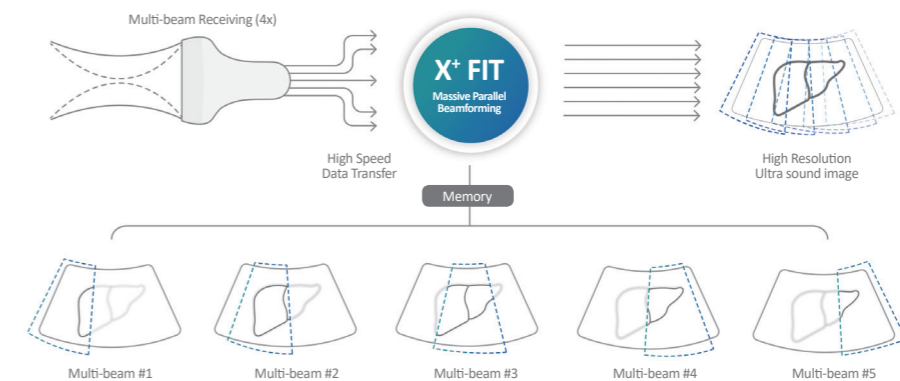 Multi-beam Receiving (4x)
X⁺ FIT
Massive Parallel
Beamforming
High Speed
Data Transfer
High Resolution
Ultra sound image
Memory
Multi-beam #1
Multi-beam #2
Multi-beam #3
Multi-beam #4
Multi-beam #5